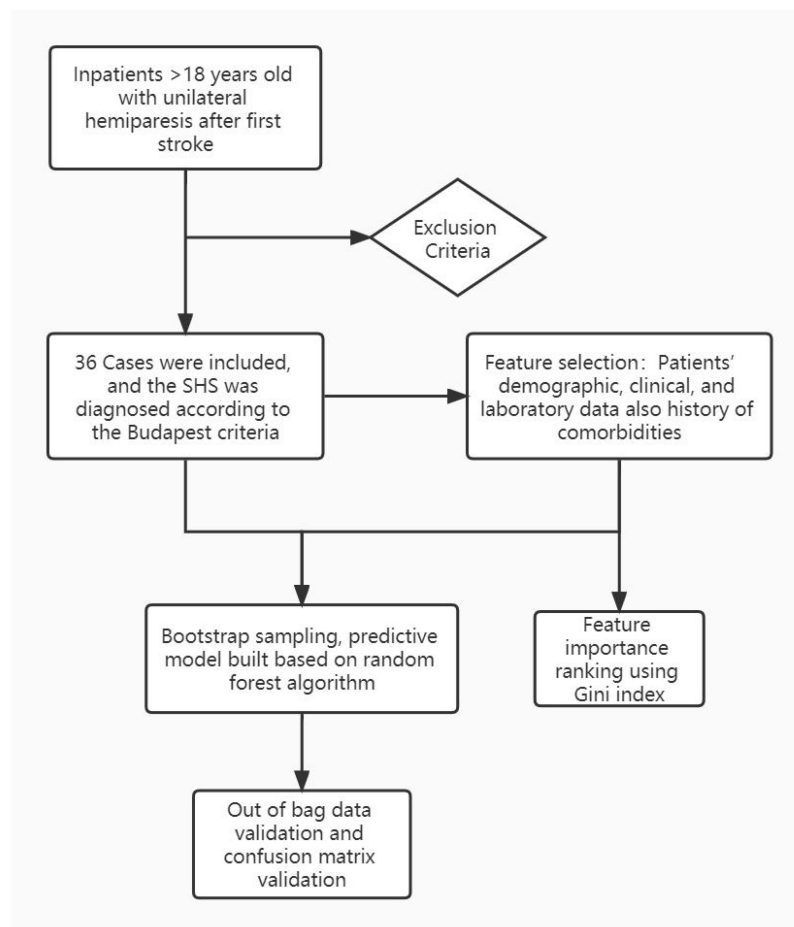 Inpatients >18 years old
with unilateral
hemiparesis after first
stroke
Exclusion
Criteria
36 Cases were included,
and the SHS was
diagnosed according to
the Budapest criteria
Feature selection：Patients’
demographic, clinical, and
laboratory data also history of
comorbidities
Bootstrap sampling, predictive
model built based on random
forest algorithm
Feature
importance
ranking using
Gini index
Out of bag data
validation and
confusion matrix
validation